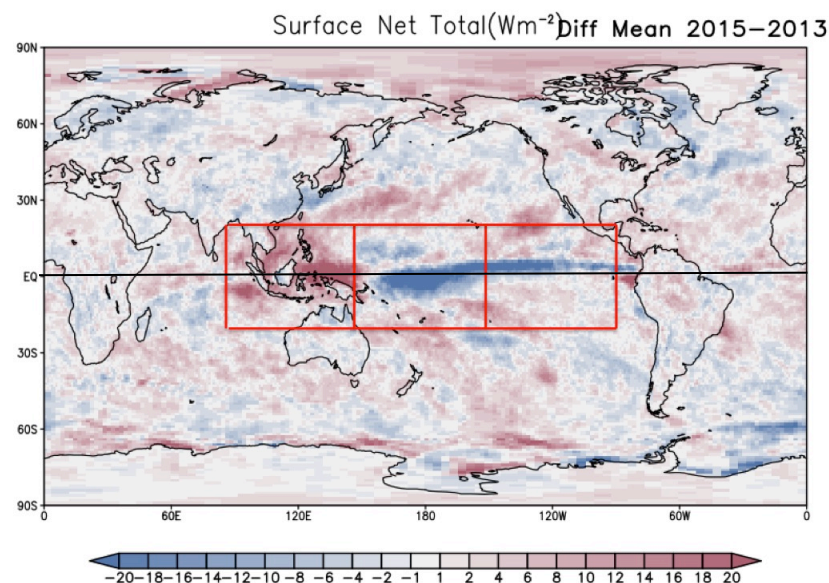 Surface Net Total(Wm⁻²)Diff Mean 2015−2013
90N
60N
30N
EQ
30S
60S
90S
0 60E 120E 180 120W 60W 0
−20−18−16−14−12−10−8 −6 −4 −2 −1 1 2 4 6 8 10 12 14 16 18 20